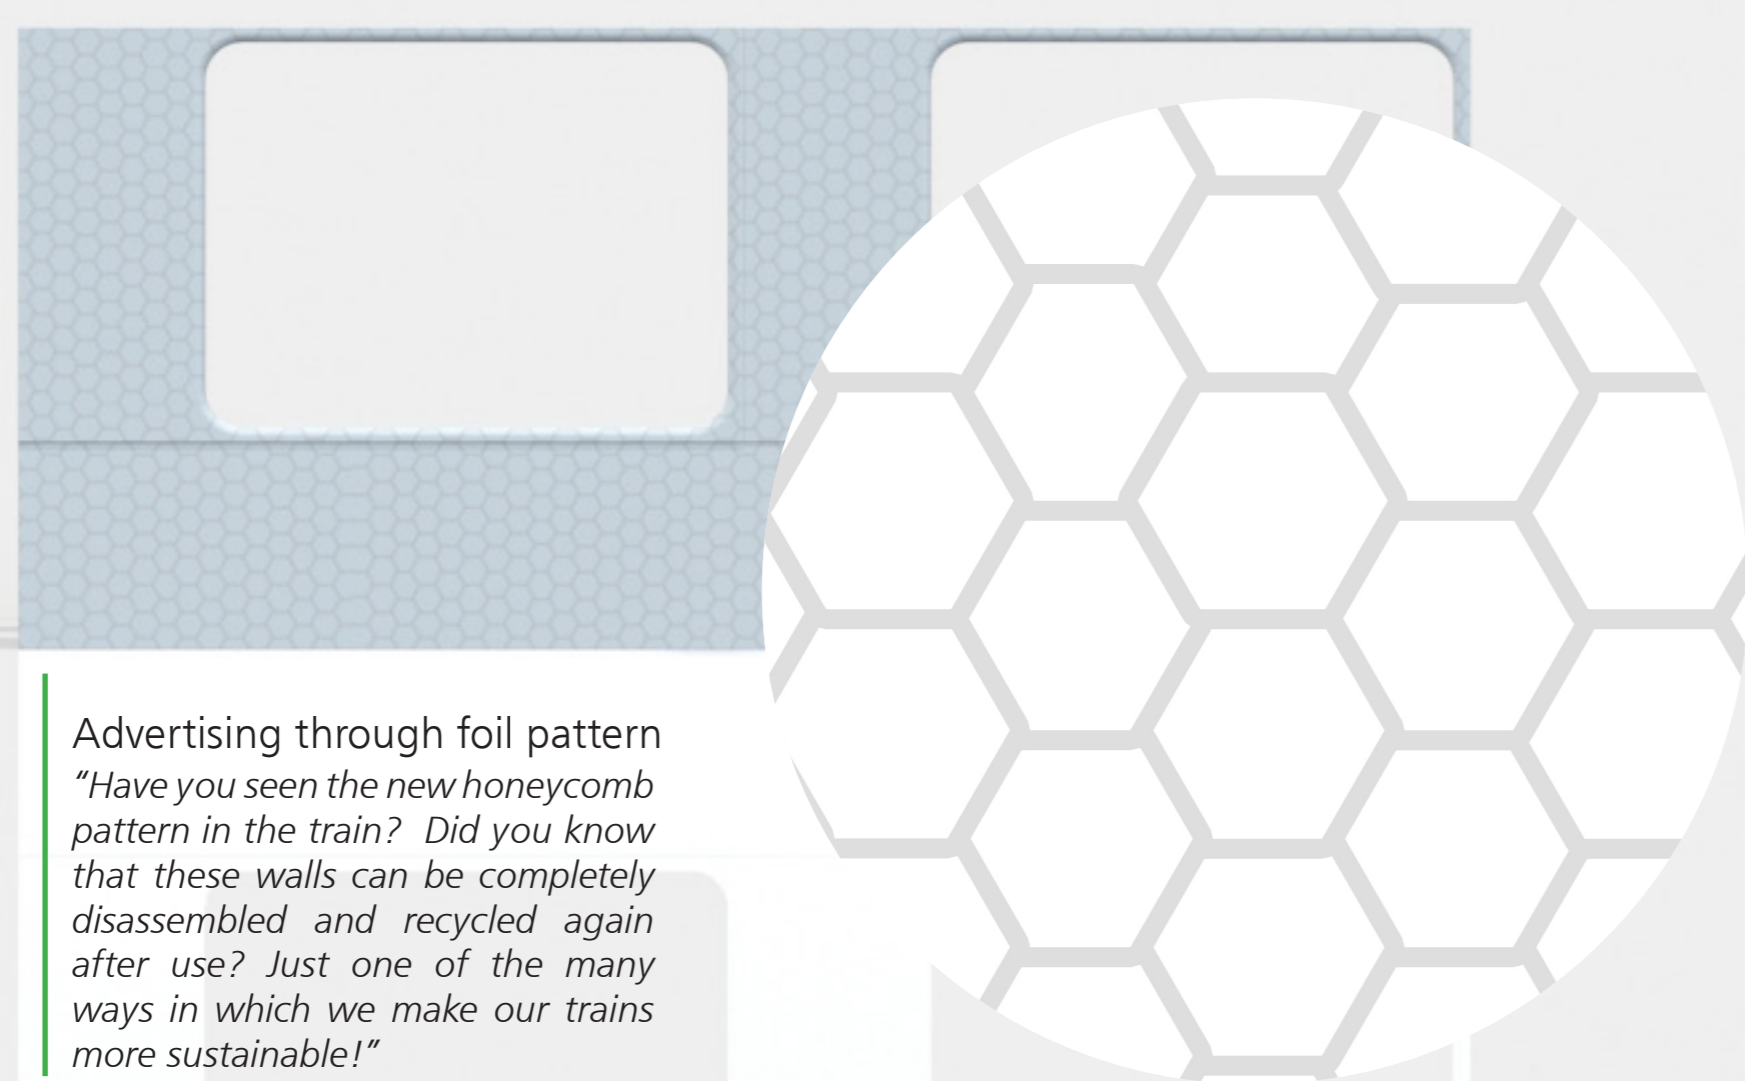 Advertising through foil pattern
“Have you seen the new honeycomb
pattern in the train? Did you know
that these walls can be completely
disassembled and recycled again
after use? Just one of the many
ways in which we make our trains
more sustainable!”